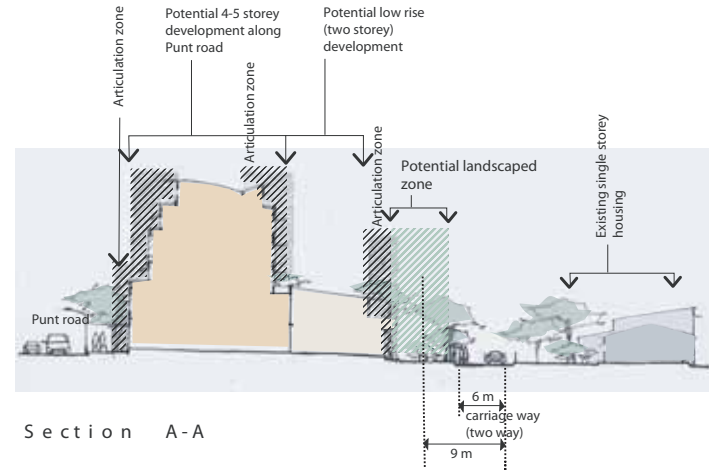 Articulation zone
Potential 4-5 storey
development along
Punt road
Articulation zone
Potential low rise
(two storey)
development
Articulation zone
Potential landscaped
zone
Existing single storey
housing
Punt road
6 m
carriage way
(two way)
9 m
Section A-A